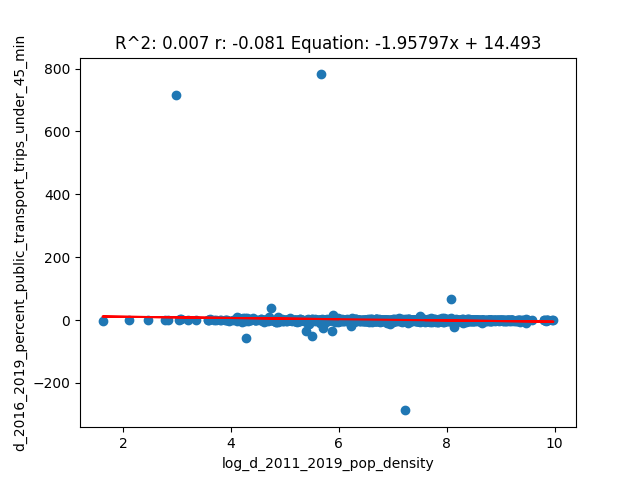 R^2: 0.007 r: -0.081 Equation: -1.95797x + 14.493
d_2016_2019_percent_public_transport_trips_under_45_min
800
600
400
200
0
−200
2 4 6 8 10
log_d_2011_2019_pop_density